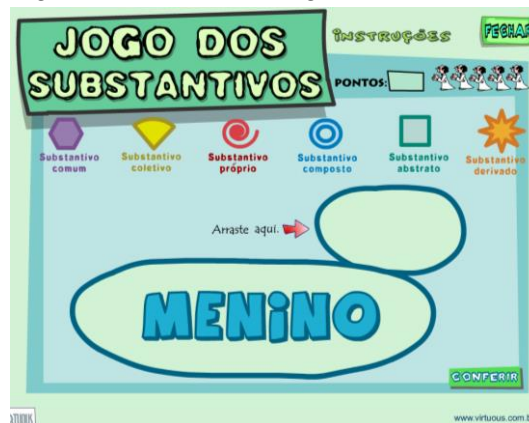 JOGO DOS
SUBSTANTIVOS
INSTRUÇÕES
FECHAR
PONTOS:
Substantivo
comum
Substantivo
coletivo
Substantivo
próprio
Substantivo
composto
Substantivo
abstrato
Substantivo
derivado
Arraste aqui.
MENINO
CONFERIR
www.virtuous.com.b